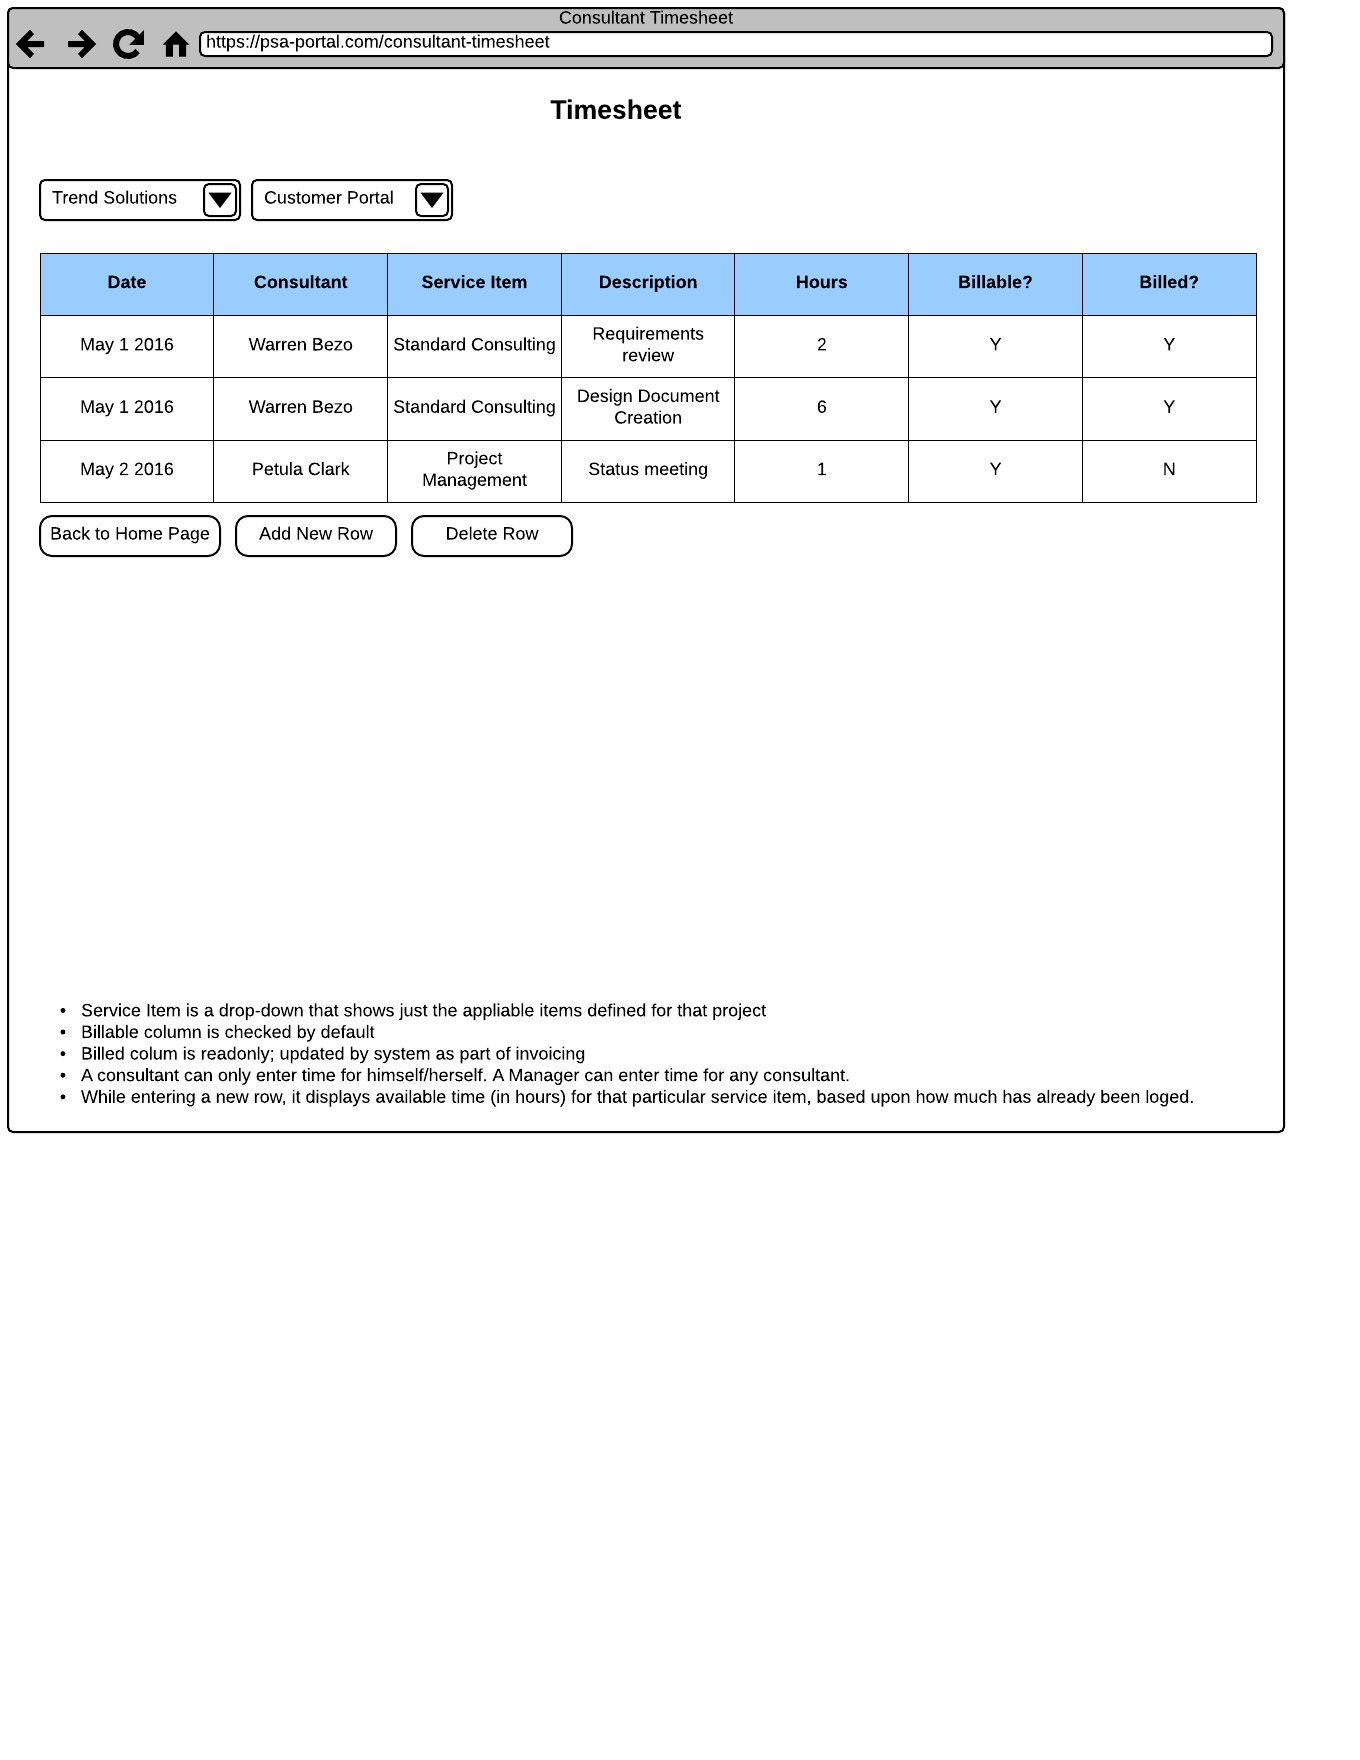 Consultant Timesheet
https://psa-portal.com/consultant-timesheet
Timesheet
Trend Solutions Customer Portal
Date Consultant Service Item Description Hours Billable? Billed?
May 1 2016 Warren Bezo Standard Consulting Requirements review 2 Y Y
May 1 2016 Warren Bezo Standard Consulting Design Document Creation 6 Y Y
May 2 2016 Petula Clark Project Management Status meeting 1 Y N
Back to Home Page Add New Row Delete Row
• Service Item is a drop-down that shows just the appliable items defined for that project
• Billable column is checked by default
• Billed colum is readonly; updated by system as part of invoicing
• A consultant can only enter time for himself/herself. A Manager can enter time for any consultant.
• While entering a new row, it displays available time (in hours) for that particular service item, based upon how much has already been loged.